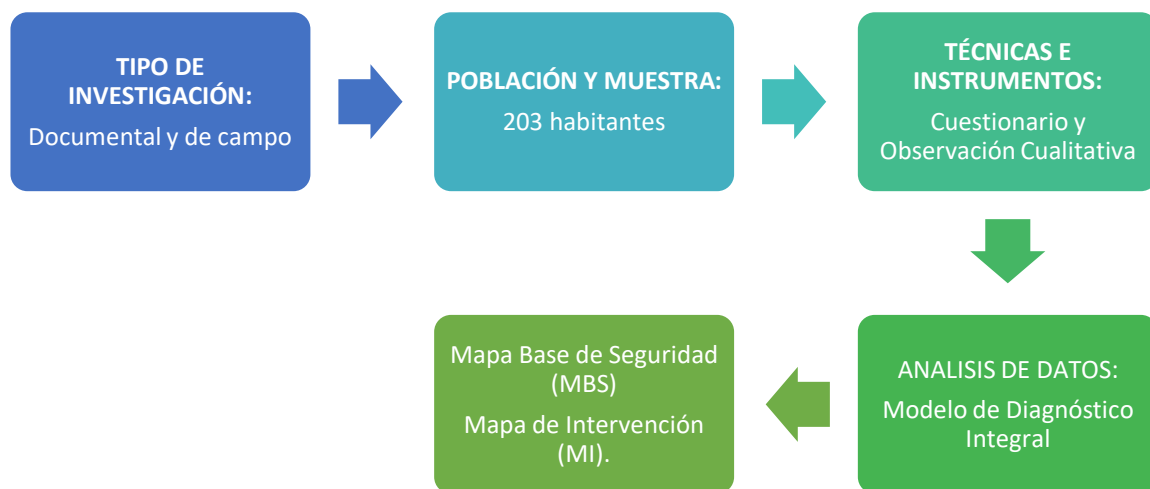 TIPO DE
INVESTIGACIÓN:
Documental y de campo
POBLACIÓN Y MUESTRA:
203 habitantes
TÉCNICAS E
INSTRUMENTOS:
Cuestionario y
Observación Cualitativa
ANALISIS DE DATOS:
Modelo de Diagnóstico
Integral
Mapa Base de Seguridad
(MBS)
Mapa de Intervención
(MI).